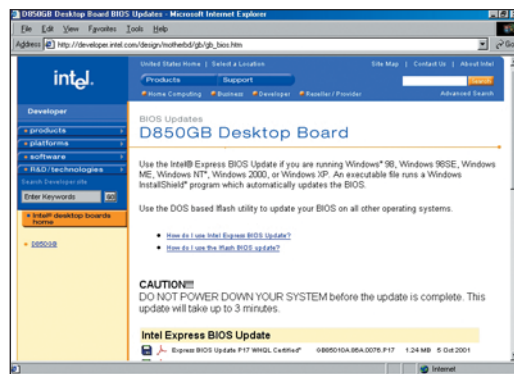 D850GB Desktop Board BIOS Updates - Microsoft Internet Explorer
File Edit View Favorites Tools Help
Address http://developer.intel.com/design/motherbd/gb/gb_bios.htm Go
United States Home | Select a Location Site Map | Contact Us | About Intel
intel.
Products Support Search
Home Computing Business Developer Reseller / Provider Advanced Search
Developer
products
platforms
software
R&D/technologies
Search Developer site
Enter Keywords GO
Intel® desktop boards home
D850GB
BIOS Updates
D850GB Desktop Board
Use the Intel® Express BIOS Update if you are running Windows* 98, Windows 98SE, Windows
ME, Windows NT*, Windows 2000, or Windows XP. An executable file runs a Windows
InstallShield* program which automatically updates the BIOS.
Use the DOS based Iflash utility to update your BIOS on all other operating systems.
How do I use Intel Express BIOS Update?
How do I use the Iflash BIOS update?
CAUTION!!!
DO NOT POWER DOWN YOUR SYSTEM before the update is complete. This
update will take up to 3 minutes.
Intel Express BIOS Update
Express BIOS Update P17 WHQL Certified* GB85010A.86A.0076.P17 1.24 MB 5 Oct 2001
Internet